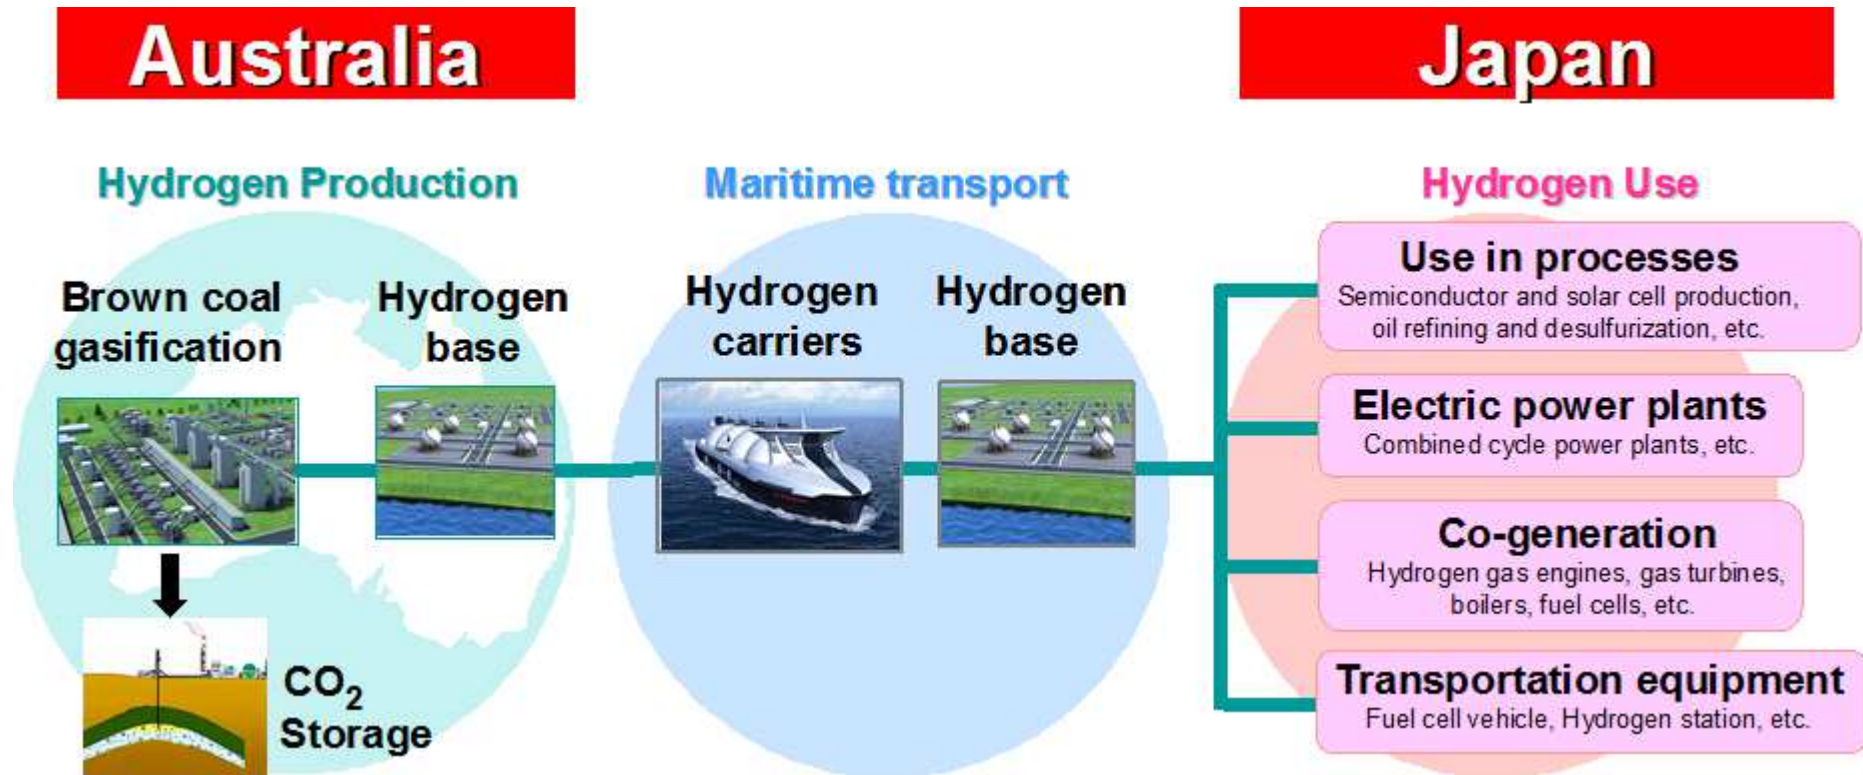 Australia
Japan
Hydrogen Production
Maritime transport
Hydrogen Use
Brown coal
gasification
Hydrogen
base
CO₂
Storage
Hydrogen
carriers
Hydrogen
base
Use in processes
Semiconductor and solar cell production,
oil refining and desulfurization, etc.
Electric power plants
Combined cycle power plants, etc.
Co-generation
Hydrogen gas engines, gas turbines,
boilers, fuel cells, etc.
Transportation equipment
Fuel cell vehicle, Hydrogen station, etc.